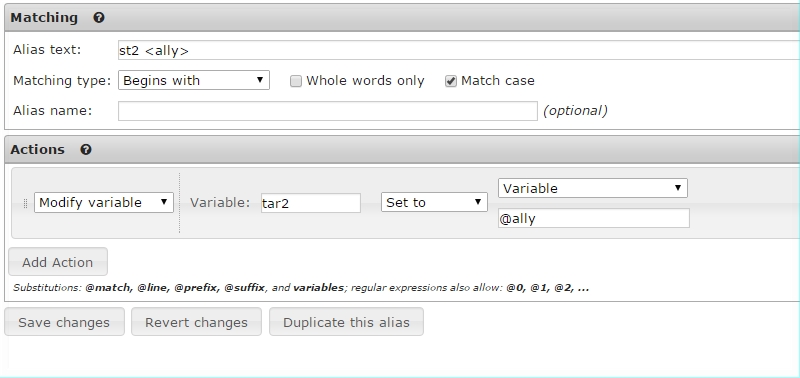 Matching
Alias text: st2 <ally>
Matching type: Begins with Whole words only Match case
Alias name: (optional)
Actions
Modify variable Variable: tar2 Set to Variable
@ally
Add Action
Substitutions: @match, @line, @prefix, @suffix, and variables; regular expressions also allow: @0, @1, @2, ...
Save changes Revert changes Duplicate this alias